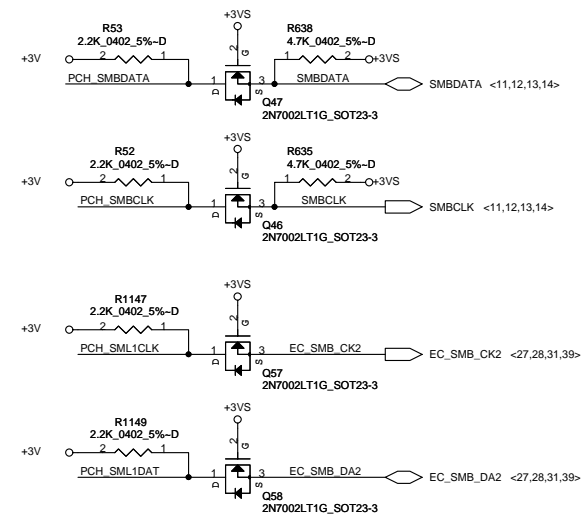 +3VS
R53
2.2K_0402_5%~D
R638
4.7K_0402_5%~D
+3V
2 1
2 G
1 2
+3VS
PCH_SMBDATA
1 D
3 S
SMBDATA
SMBDATA <11,12,13,14>
Q47
2N7002LT1G_SOT23-3
+3VS
R52
2.2K_0402_5%~D
R635
4.7K_0402_5%~D
+3V
2 1
2 G
1 2
+3VS
PCH_SMBCLK
1 D
3 S
SMBCLK
SMBCLK <11,12,13,14>
Q46
2N7002LT1G_SOT23-3
+3VS
R1147
2.2K_0402_5%~D
+3V
2 1
2 G
PCH_SML1CLK
1 D
3 S
EC_SMB_CK2
EC_SMB_CK2 <27,28,31,39>
Q57
2N7002LT1G_SOT23-3
+3VS
R1149
2.2K_0402_5%~D
+3V
2 1
2 G
PCH_SML1DAT
1 D
3 S
EC_SMB_DA2
EC_SMB_DA2 <27,28,31,39>
Q58
2N7002LT1G_SOT23-3